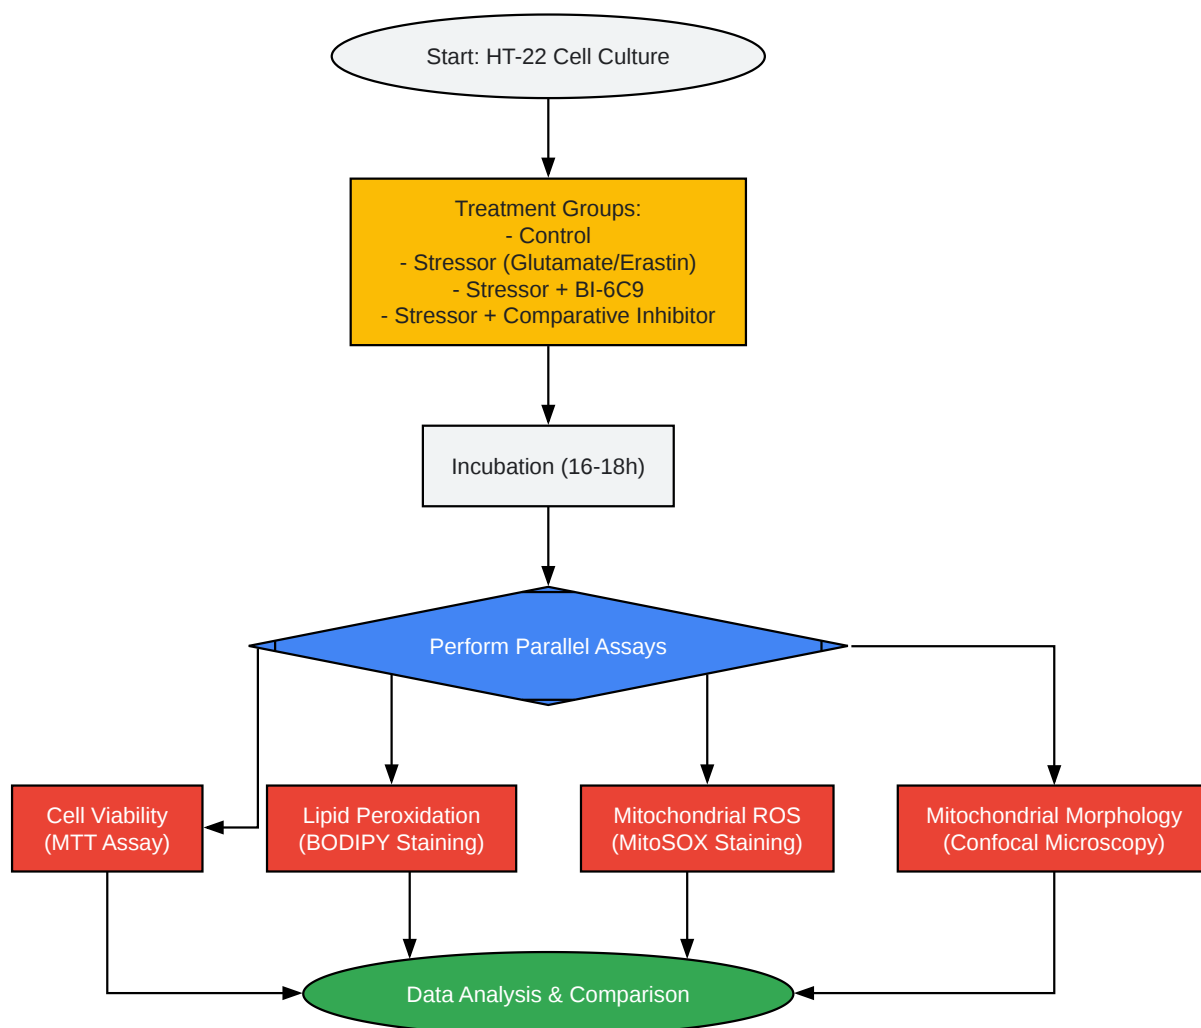 Start: HT-22 Cell Culture
Treatment Groups:
- Control
- Stressor (Glutamate/Erastin)
- Stressor + BI-6C9
- Stressor + Comparative Inhibitor
Incubation (16-18h)
Perform Parallel Assays
Cell Viability
(MTT Assay)
Lipid Peroxidation
(BODIPY Staining)
Mitochondrial ROS
(MitoSOX Staining)
Mitochondrial Morphology
(Confocal Microscopy)
Data Analysis & Comparison